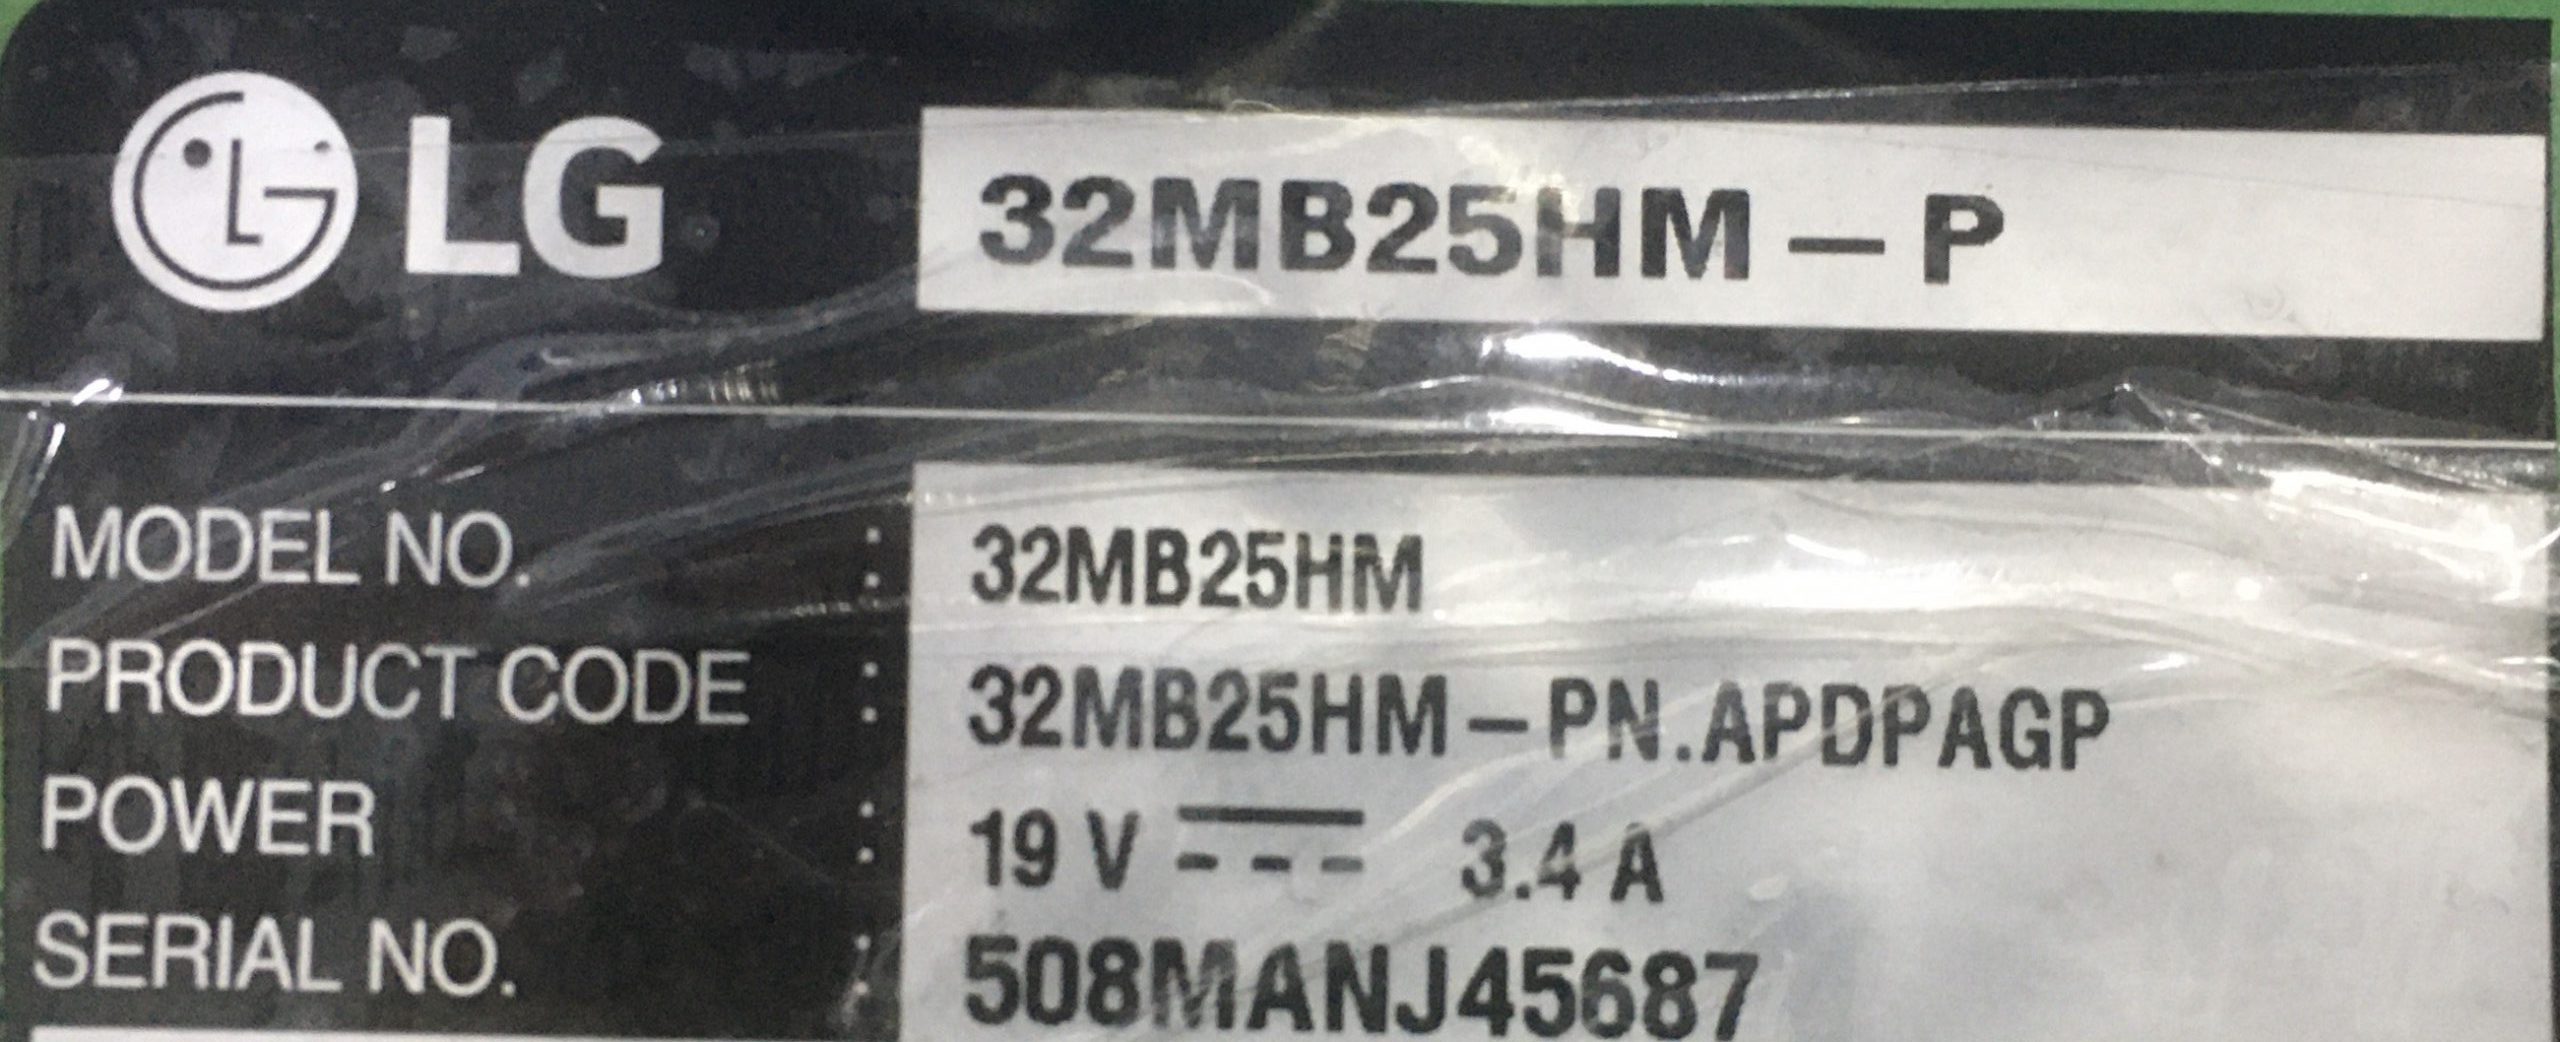 LG 32MB25HM-P
MODEL NO. : 32MB25HM
PRODUCT CODE : 32MB25HM-PN.APDPAGP
POWER : 19 V ⎓ 3.4 A
SERIAL NO. : 508MANJ45687